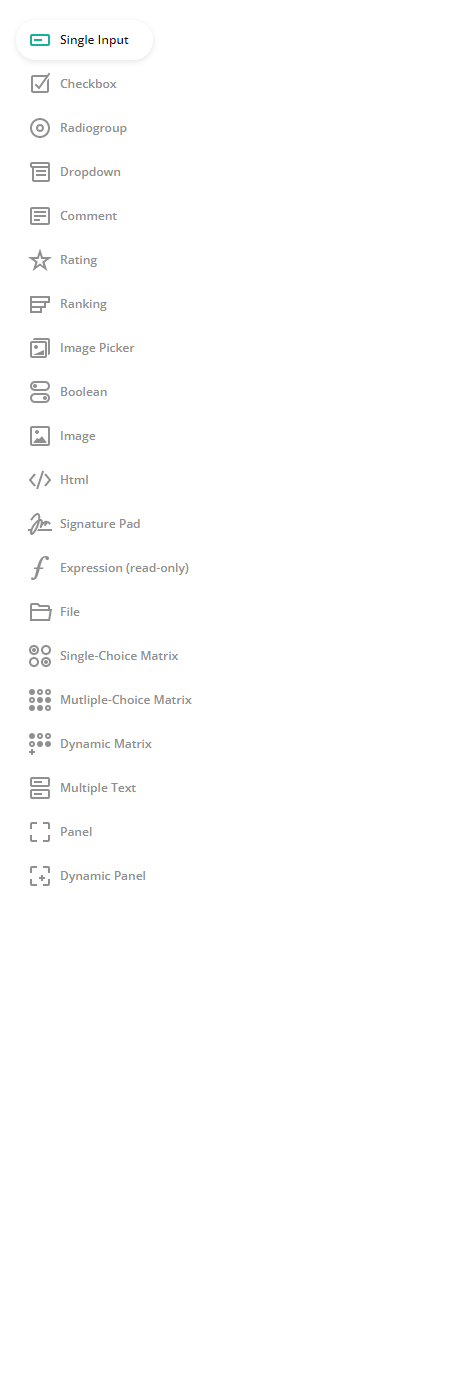 Single Input
Checkbox
Radiogroup
Dropdown
Comment
Rating
Ranking
Image Picker
Boolean
Image
Html
Signature Pad
Expression (read-only)
File
Single-Choice Matrix
Mutliple-Choice Matrix
Dynamic Matrix
Multiple Text
Panel
Dynamic Panel